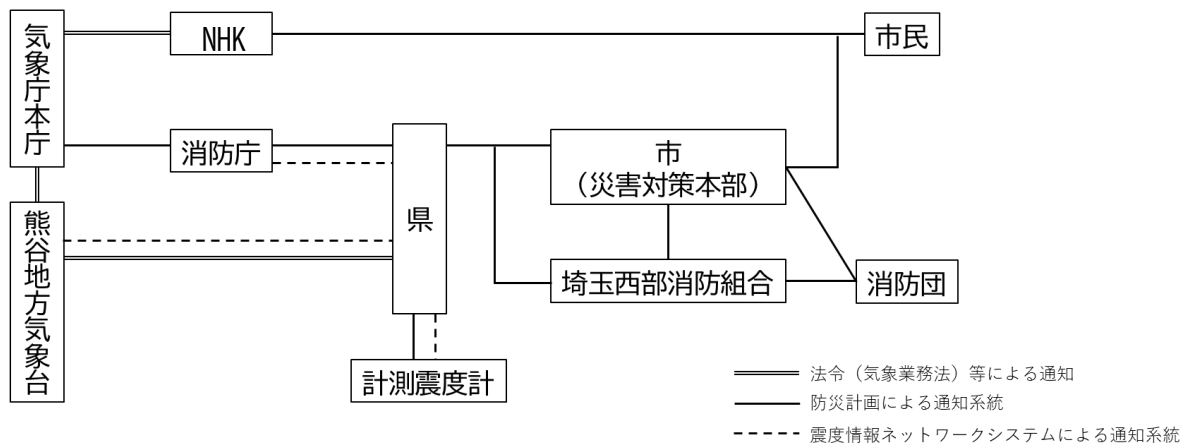 気象庁本庁
NHK
市民
消防庁
県
市
（災害対策本部）
熊谷地方気象台
埼玉西部消防組合
消防団
計測震度計
法令（気象業務法）等による通知
防災計画による通知系統
震度情報ネットワークシステムによる通知系統